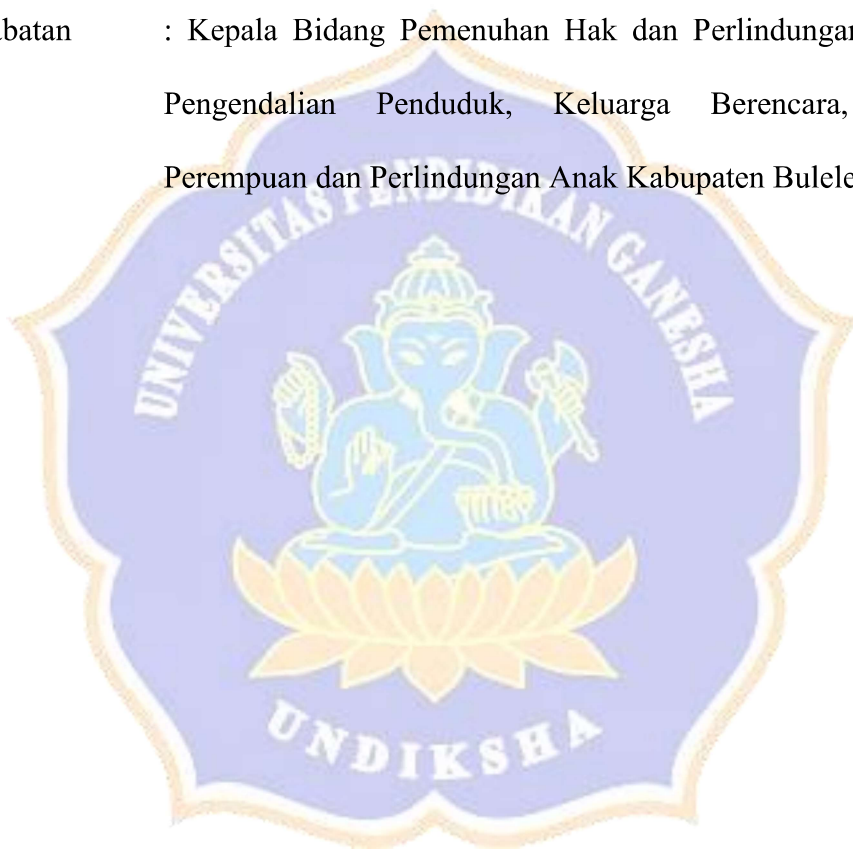 abatan : Kepala Bidang Pemenuhan Hak dan Perlindungan
Pengendalian Penduduk, Keluarga Berencara,
Perempuan dan Perlindungan Anak Kabupaten Bulele
UNIVERSITAS PENDIDIKAN GANESHA
UNDIKSHA